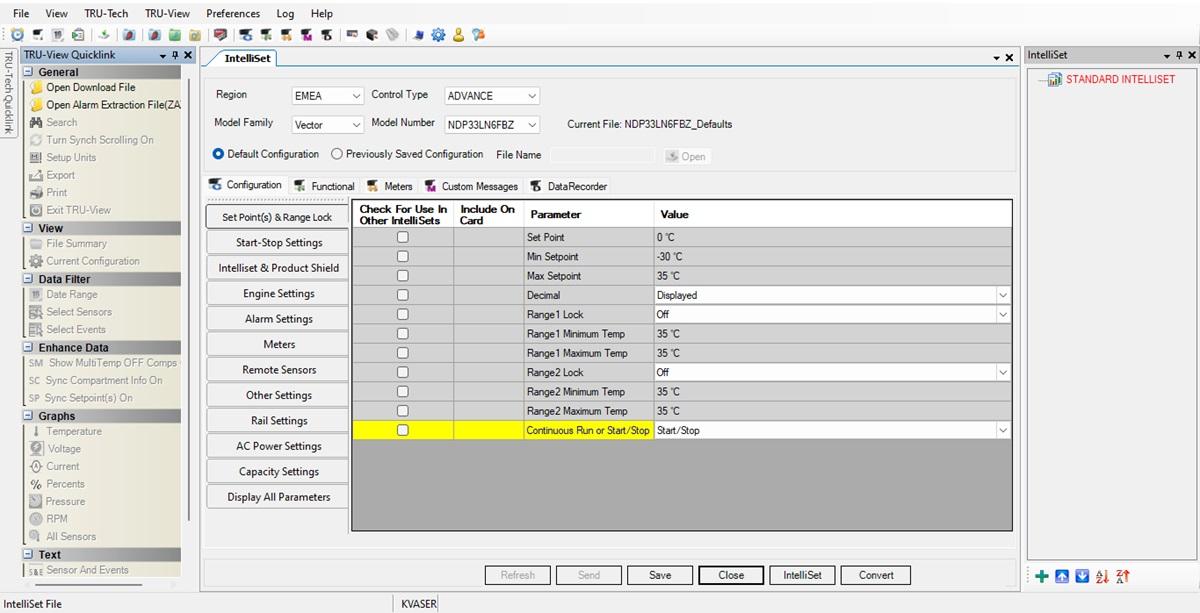 File View TRU-Tech TRU-View Preferences Log Help
TRU-Tech Quicklink
TRU-View Quicklink
General
Open Download File
Open Alarm Extraction File(ZA
Search
Turn Synch Scrolling On
Setup Units
Export
Print
Exit TRU-View
View
File Summary
Current Configuration
Data Filter
Date Range
Select Sensors
Select Events
Enhance Data
SM Show MultiTemp OFF Comps
SC Sync Compartment Info On
SP Sync Setpoint(s) On
Graphs
Temperature
Voltage
Current
% Percents
Pressure
RPM
All Sensors
Text
S&E Sensor And Events
IntelliSet
Region EMEA Control Type ADVANCE
Model Family Vector Model Number NDP33LN6FBZ Current File: NDP33LN6FBZ_Defaults
Default Configuration Previously Saved Configuration File Name Open
Configuration Functional Meters Custom Messages DataRecorder
Set Point(s) & Range Lock
Start-Stop Settings
Intelliset & Product Shield
Engine Settings
Alarm Settings
Meters
Remote Sensors
Other Settings
Rail Settings
AC Power Settings
Capacity Settings
Display All Parameters
Check For Use In Other IntelliSets Include On Card Parameter Value
Set Point 0 °C
Min Setpoint -30 °C
Max Setpoint 35 °C
Decimal Displayed
Range1 Lock Off
Range1 Minimum Temp 35 °C
Range1 Maximum Temp 35 °C
Range2 Lock Off
Range2 Minimum Temp 35 °C
Range2 Maximum Temp 35 °C
Continuous Run or Start/Stop Start/Stop
Refresh Send Save Close IntelliSet Convert
IntelliSet
STANDARD INTELLISET
IntelliSet File KVASER